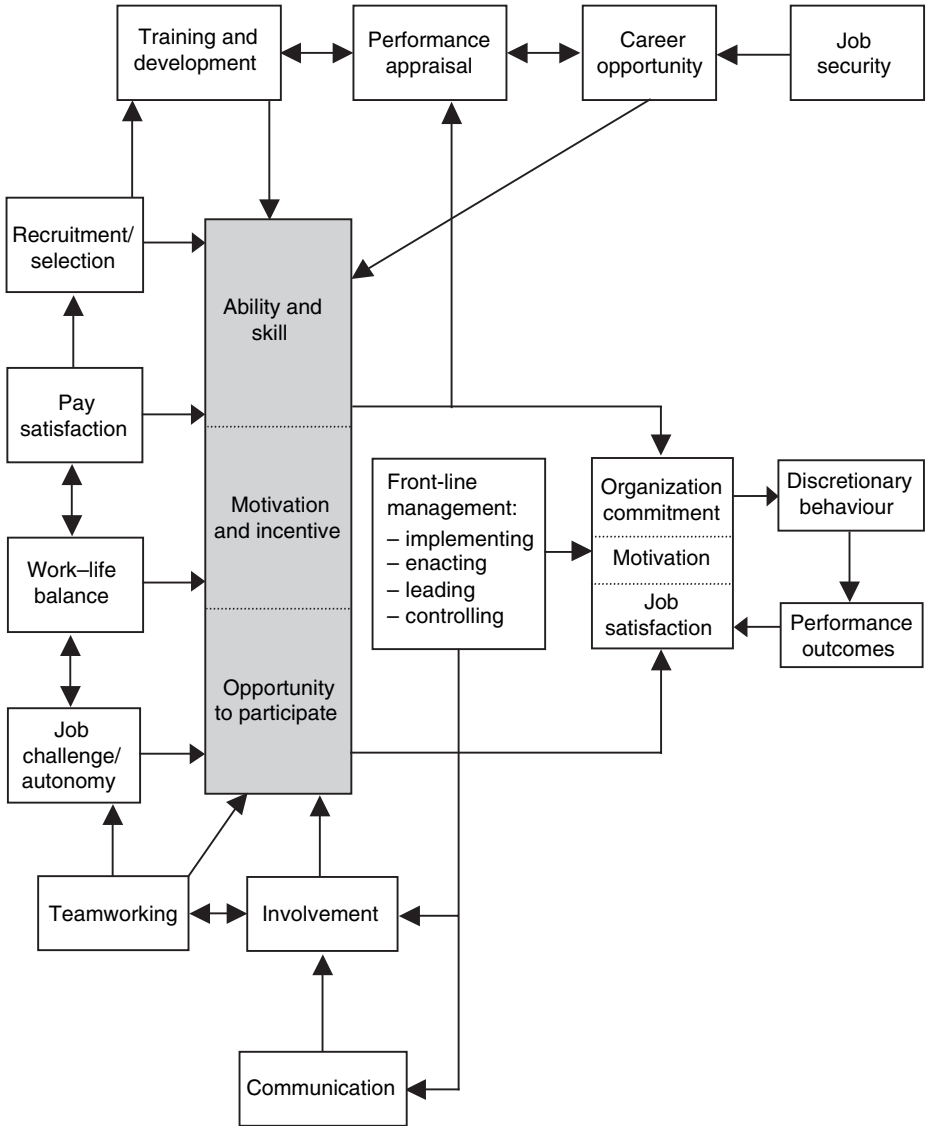 Training and
development
Performance
appraisal
Career
opportunity
Job
security
Recruitment/
selection
Ability and
skill
Pay
satisfaction
Motivation
and incentive
Front-line
management:
– implementing
– enacting
– leading
– controlling
Organization
commitment
Motivation
Job
satisfaction
Discretionary
behaviour
Performance
outcomes
Work–life
balance
Opportunity
to participate
Job
challenge/
autonomy
Teamworking
Involvement
Communication